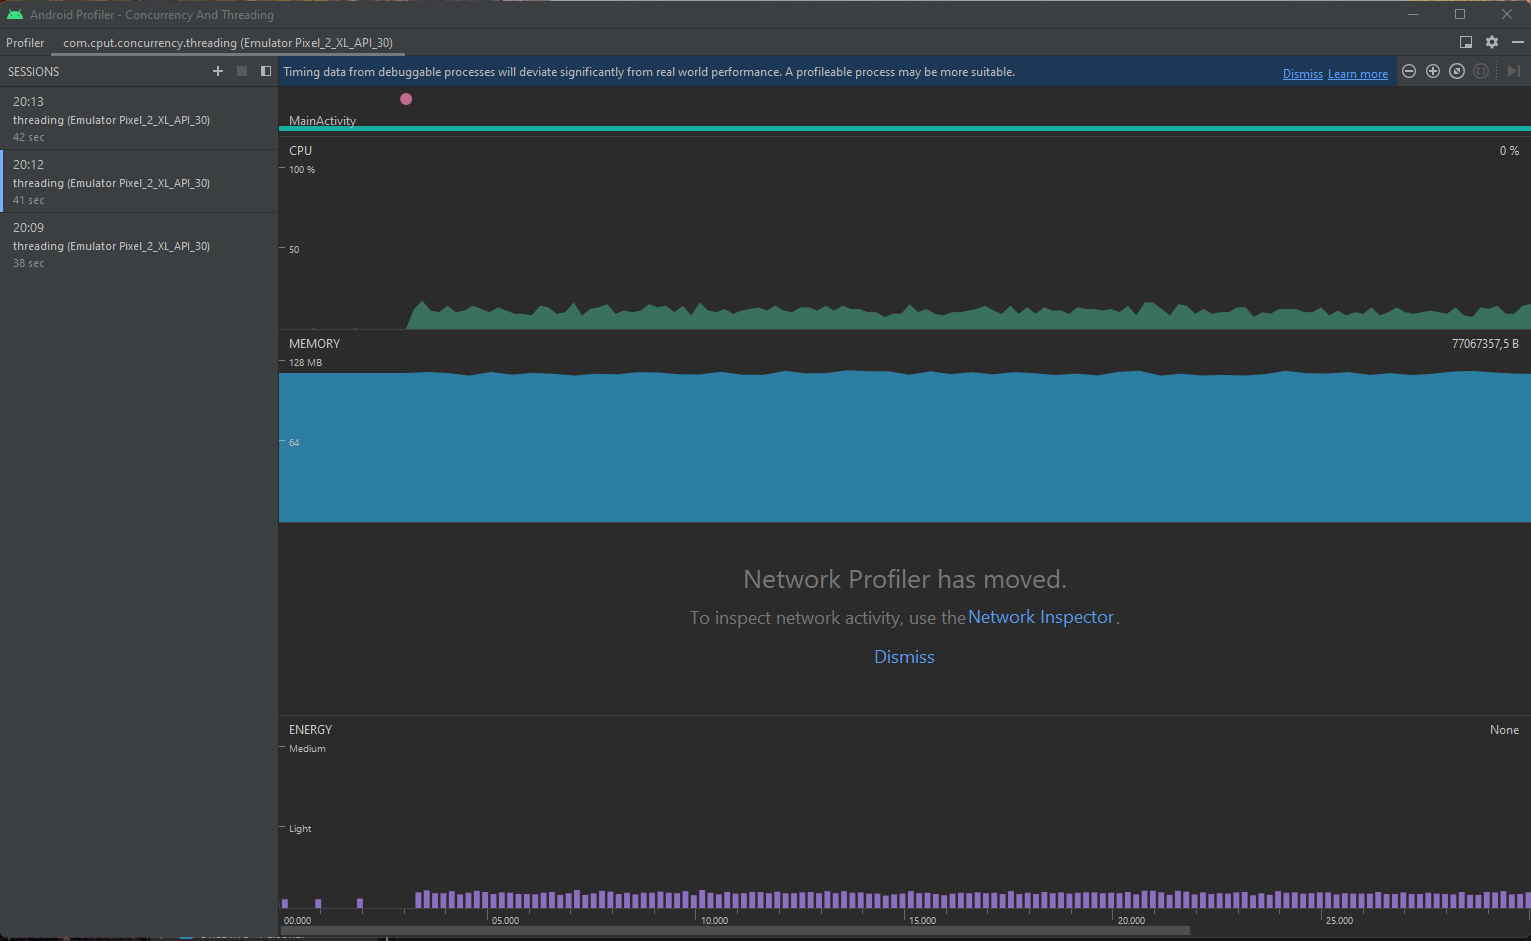 Android Profiler - Concurrency And Threading
Profiler
com.cput.concurrency.threading (Emulator Pixel_2_XL_API_30)
SESSIONS
Timing data from debuggable processes will deviate significantly from real world performance. A profileable process may be more suitable.
Dismiss Learn more
20:13
threading (Emulator Pixel_2_XL_API_30)
42 sec
20:12
threading (Emulator Pixel_2_XL_API_30)
41 sec
20:09
threading (Emulator Pixel_2_XL_API_30)
38 sec
MainActivity
CPU
0 %
100 %
50
MEMORY
77067357,5 B
128 MB
64
Network Profiler has moved.
To inspect network activity, use the Network Inspector.
Dismiss
ENERGY
None
Medium
Light
00.000 05.000 10.000 15.000 20.000 25.000